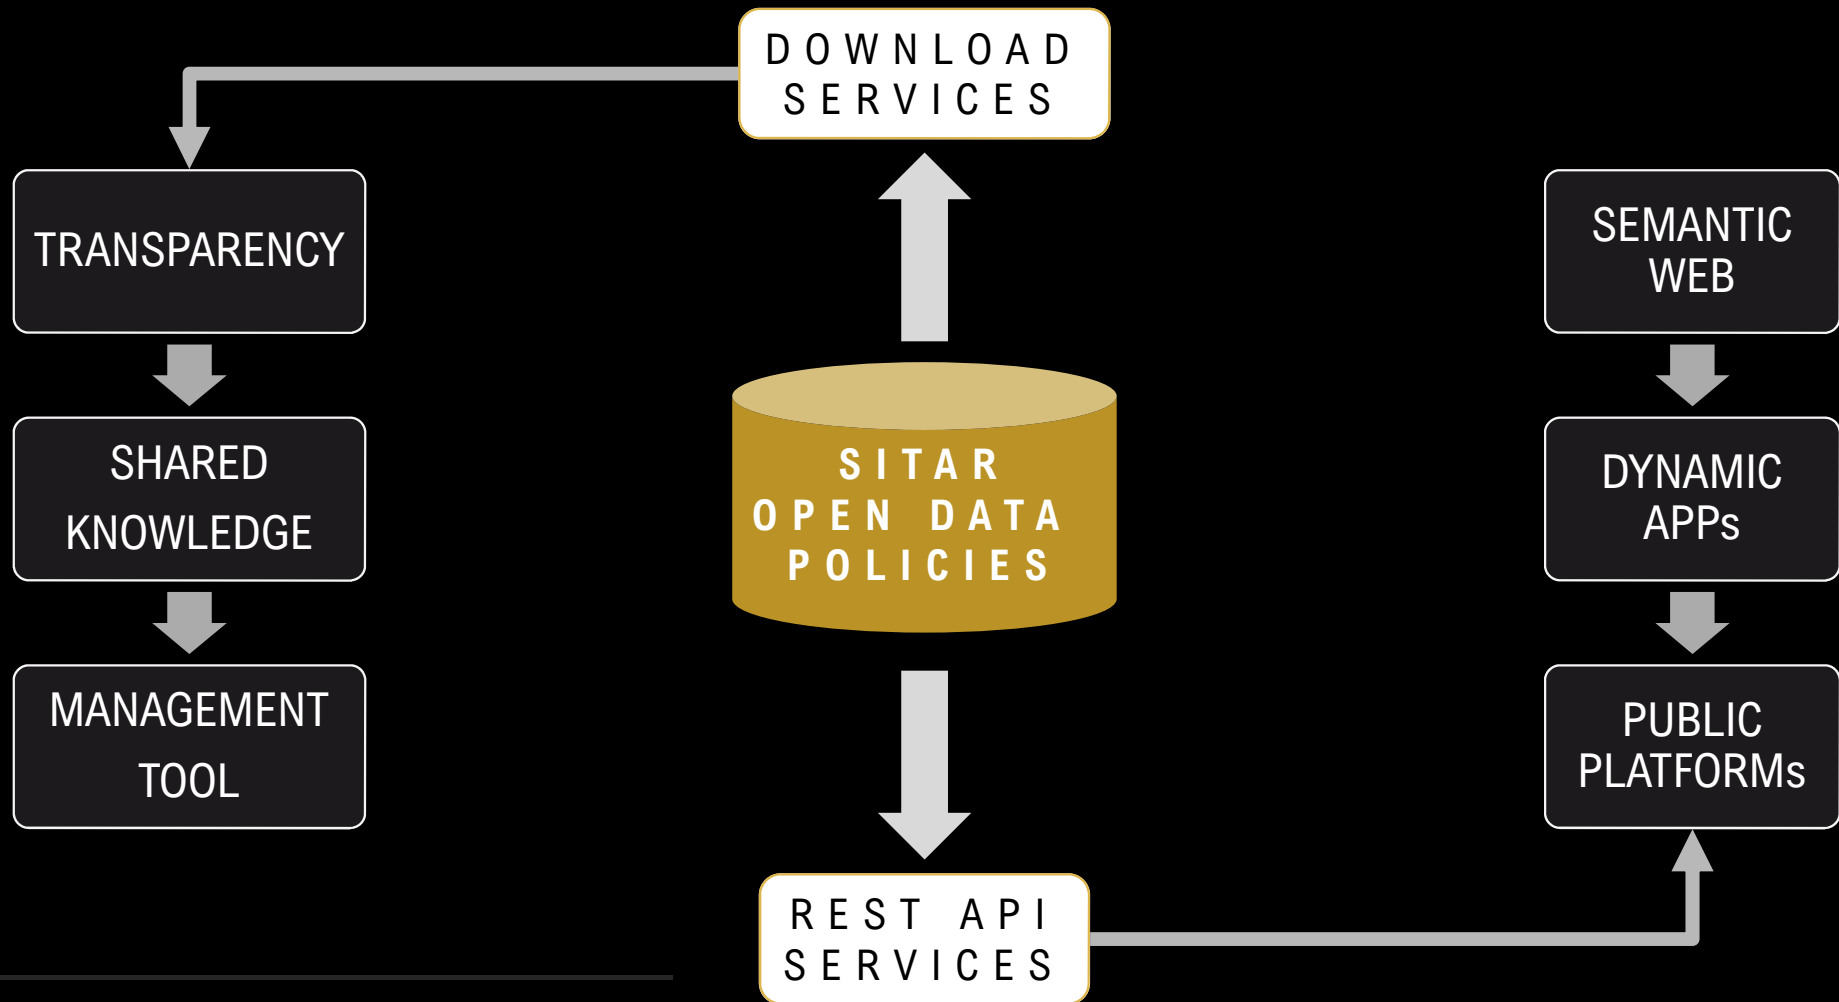 DOWNLOAD
SERVICES
TRANSPARENCY
SHARED
KNOWLEDGE
MANAGEMENT
TOOL
SITAR
OPEN DATA
POLICIES
SEMANTIC
WEB
DYNAMIC
APPs
PUBLIC
PLATFORMs
REST API
SERVICES